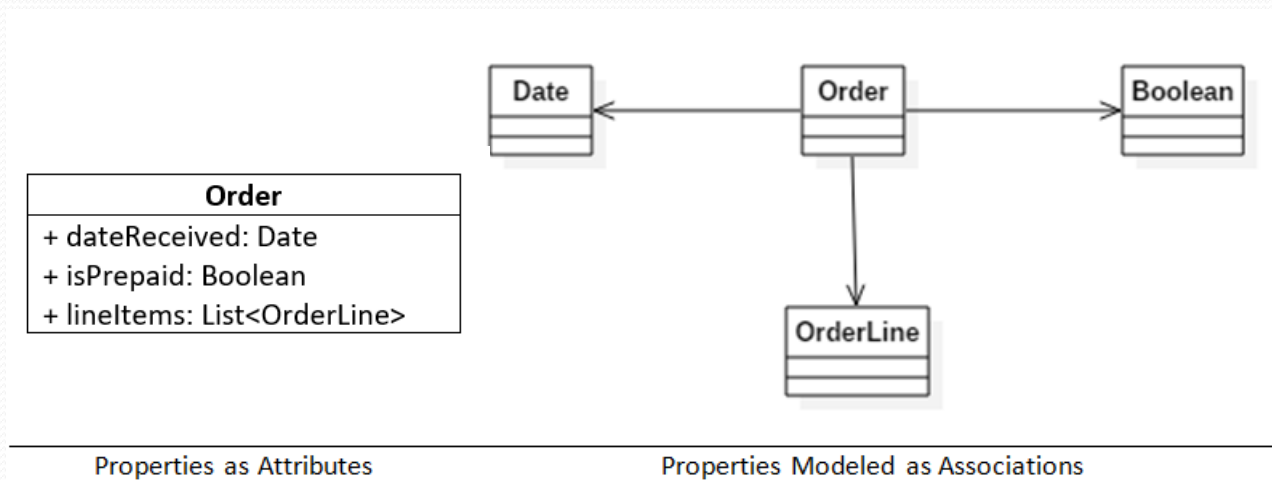 Date
Order
Boolean
Order
+ dateReceived: Date
+ isPrepaid: Boolean
+ lineItems: List<OrderLine>
OrderLine
Properties as Attributes
Properties Modeled as Associations